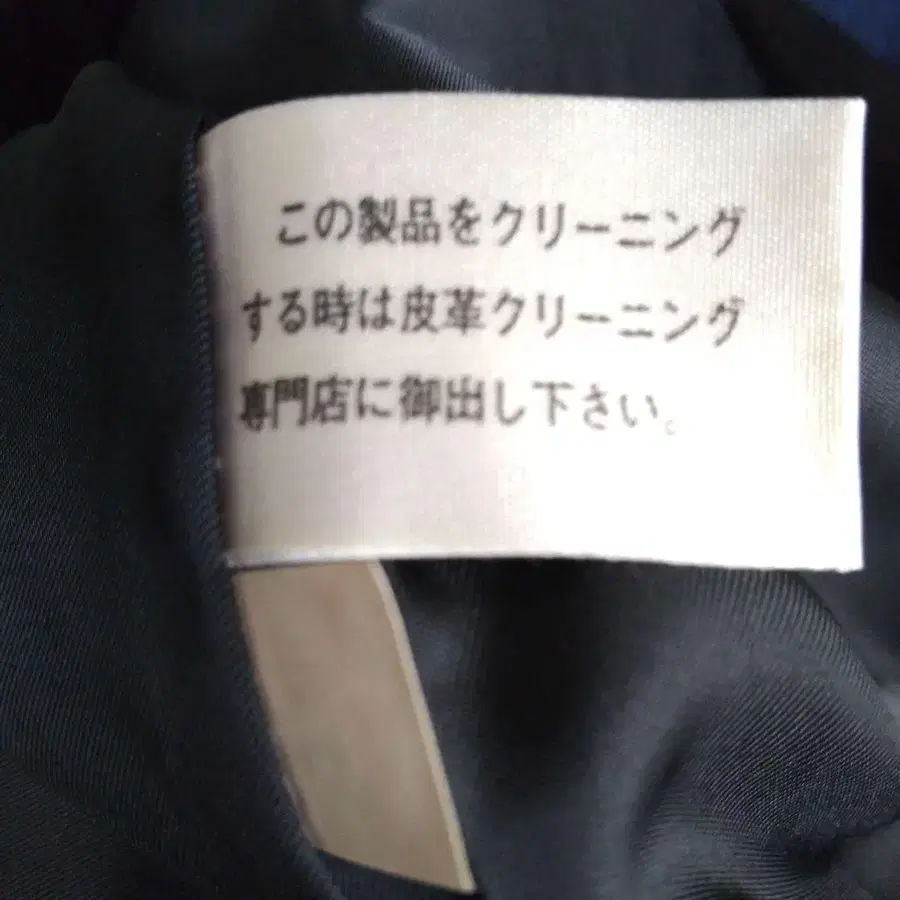 この製品をクリーニング
する時は皮革クリーニング
専門店に御出し下さい。